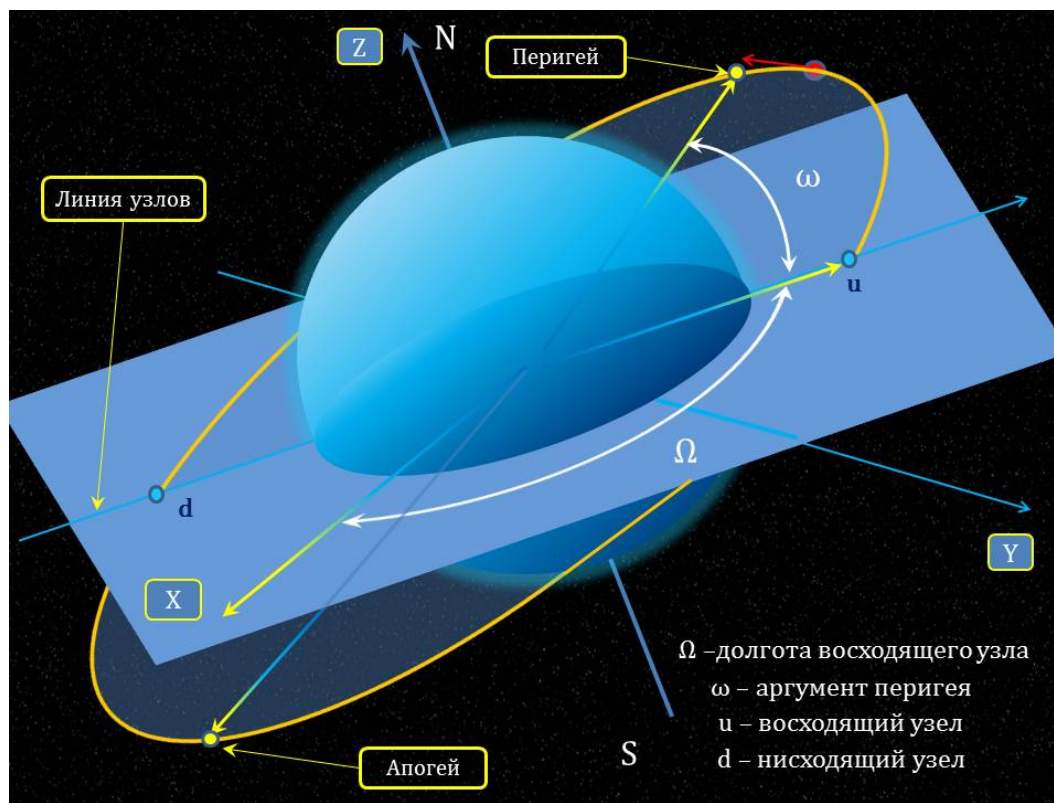 Z
N
Перигей
Линия узлов
ω
u
d
Ω
X
Y
Ω –долгота восходящего узла
ω – аргумент перигея
u – восходящий узел
d – нисходящий узел
S
Апогей